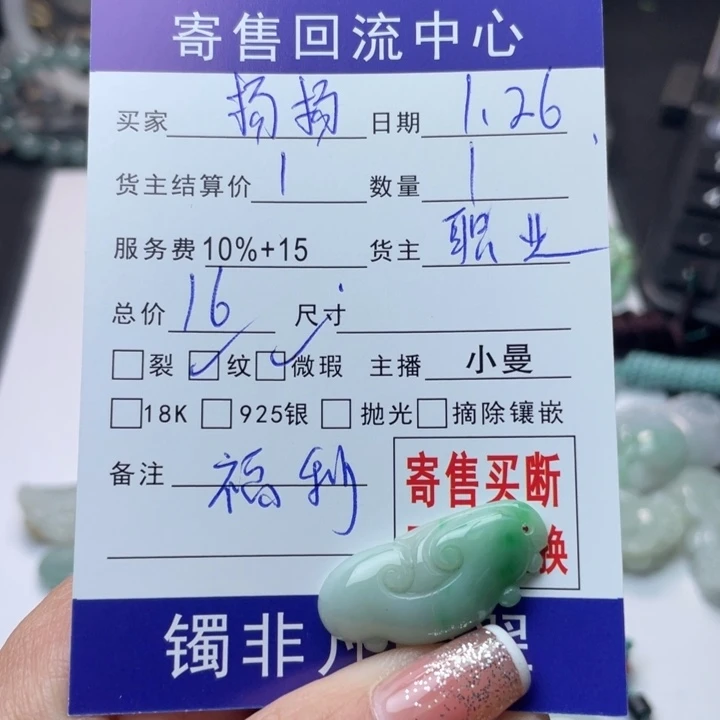 寄售回流中心
买家 扬扬 日期 1.26
货主结算价 1 数量 1
服务费 10%+15 货主 职业
总价 16 尺寸
裂 纹 微瑕 主播 小曼
18K 925银 抛光 摘除镶嵌
备注 福利
寄售买断
换
镯非